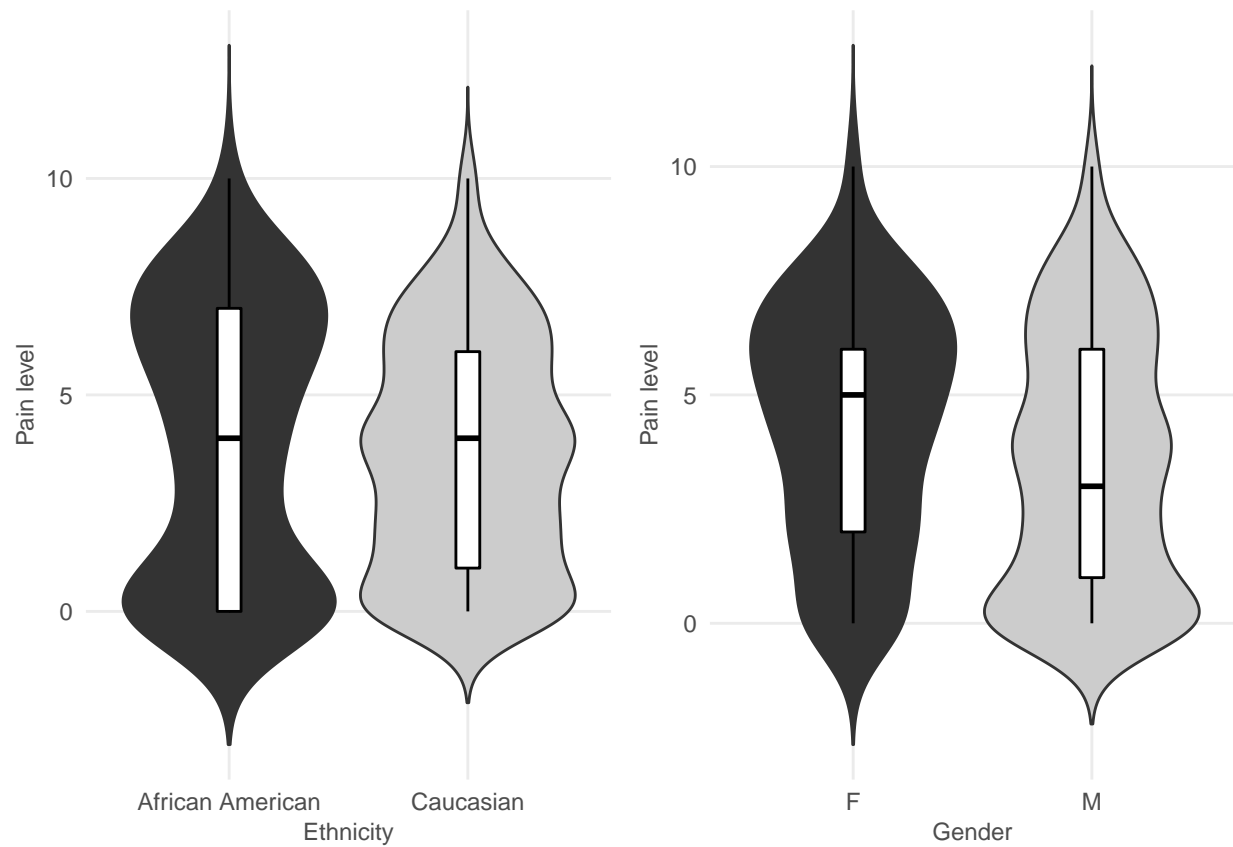 Pain level
10
5
0
African American
Caucasian
Ethnicity
Pain level
10
5
0
F
M
Gender